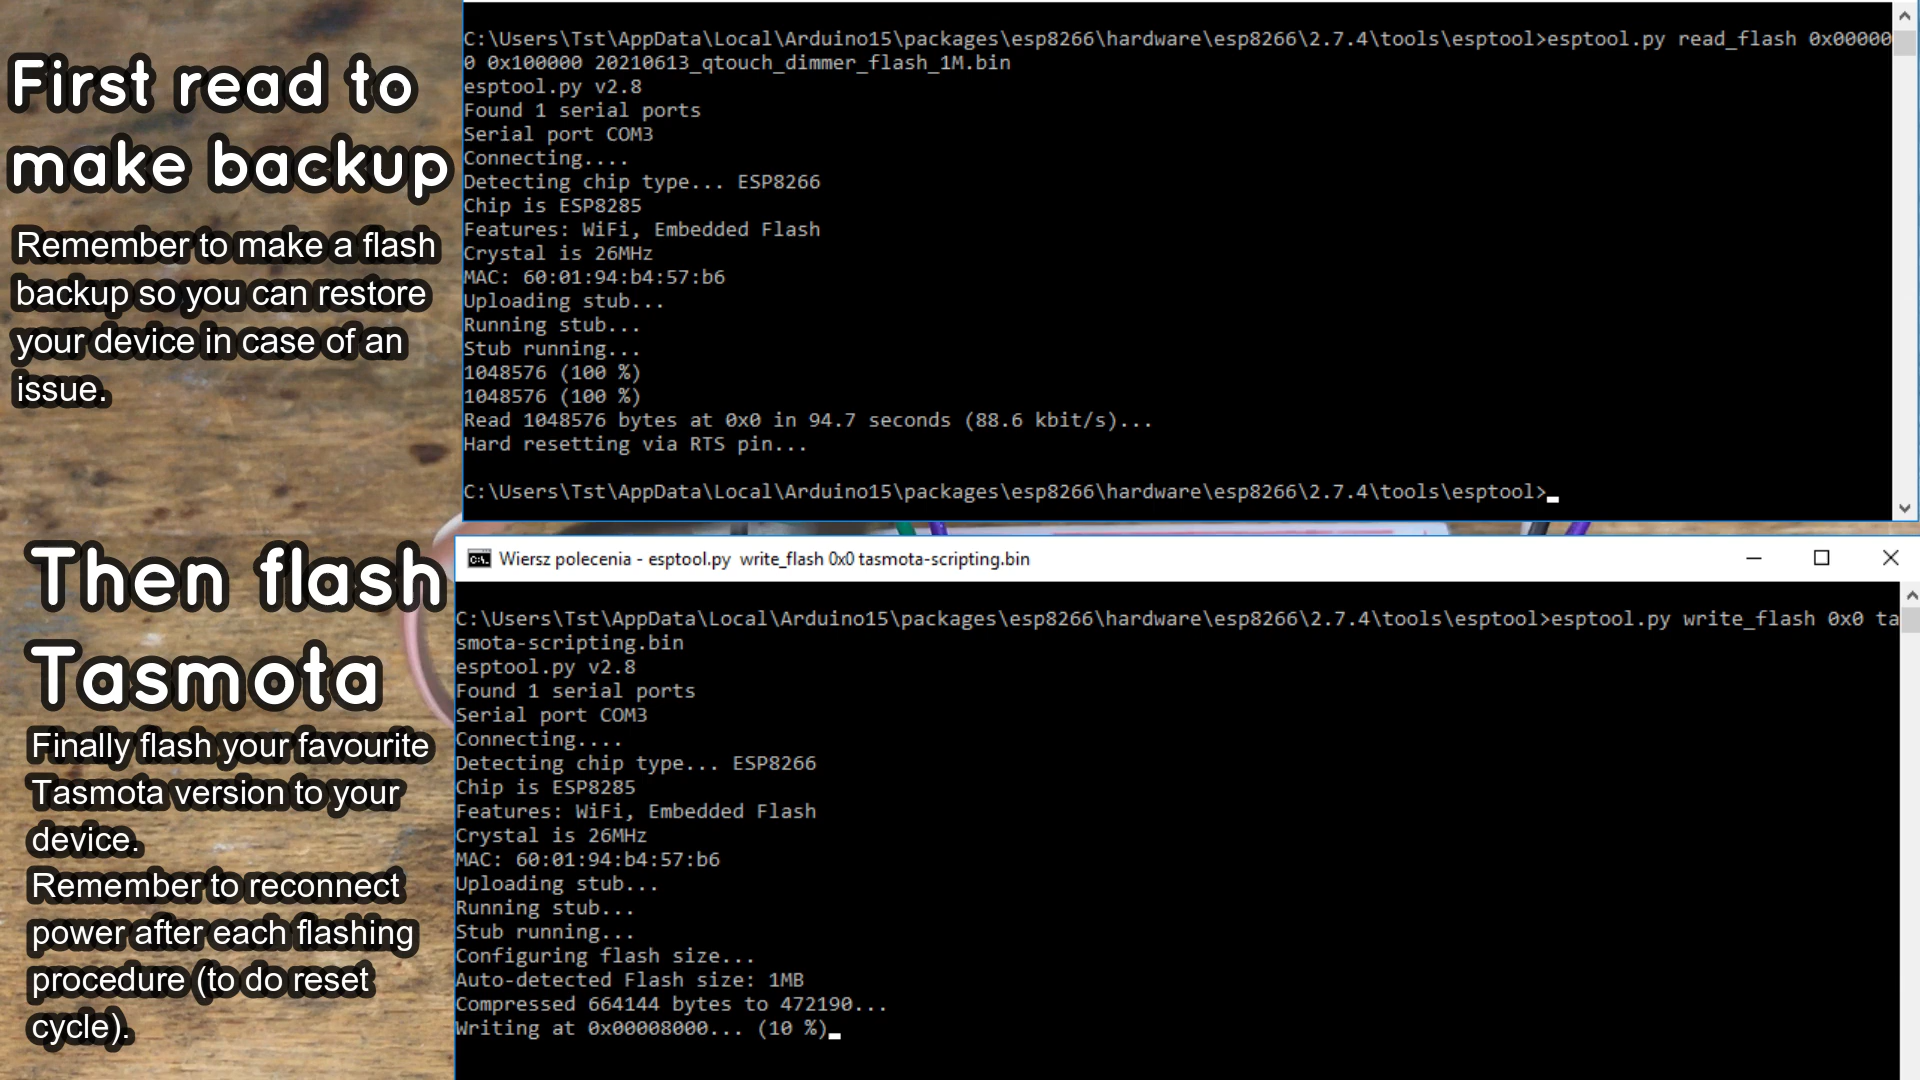 First read to
make backup
Remember to make a flash
backup so you can restore
your device in case of an
issue.
C:\Users\Tst\AppData\Local\Arduino15\packages\esp8266\hardware\esp8266\2.7.4\tools\esptool>esptool.py read_flash 0x00000
0 0x100000 20210613_qtouch_dimmer_flash_1M.bin
esptool.py v2.8
Found 1 serial ports
Serial port COM3
Connecting....
Detecting chip type... ESP8266
Chip is ESP8285
Features: WiFi, Embedded Flash
Crystal is 26MHz
MAC: 60:01:94:b4:57:b6
Uploading stub...
Running stub...
Stub running...
1048576 (100 %)
1048576 (100 %)
Read 1048576 bytes at 0x0 in 94.7 seconds (88.6 kbit/s)...
Hard resetting via RTS pin...
C:\Users\Tst\AppData\Local\Arduino15\packages\esp8266\hardware\esp8266\2.7.4\tools\esptool>
Then flash
Tasmota
Finally flash your favourite
Tasmota version to your
device.
Remember to reconnect
power after each flashing
procedure (to do reset
cycle).
C:\. Wiersz polecenia - esptool.py write_flash 0x0 tasmota-scripting.bin
C:\Users\Tst\AppData\Local\Arduino15\packages\esp8266\hardware\esp8266\2.7.4\tools\esptool>esptool.py write_flash 0x0 ta
smota-scripting.bin
esptool.py v2.8
Found 1 serial ports
Serial port COM3
Connecting....
Detecting chip type... ESP8266
Chip is ESP8285
Features: WiFi, Embedded Flash
Crystal is 26MHz
MAC: 60:01:94:b4:57:b6
Uploading stub...
Running stub...
Stub running...
Configuring flash size...
Auto-detected Flash size: 1MB
Compressed 664144 bytes to 472190...
Writing at 0x00008000... (10 %)